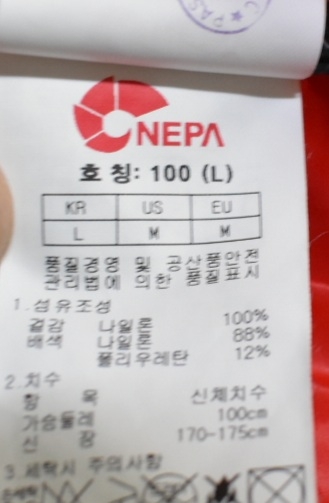 NEPA
호 칭: 100 (L)
KR US EU
L M M
품질경영 및 공산품안전
관리법에 의한 품질표시
1.섬유조성
겉감 나일론 100%
배색 나일론 88%
폴리우레탄 12%
2.치수
항 목 신체치수
가슴둘레 100cm
신 장 170-175cm
3.세탁시 주의사항